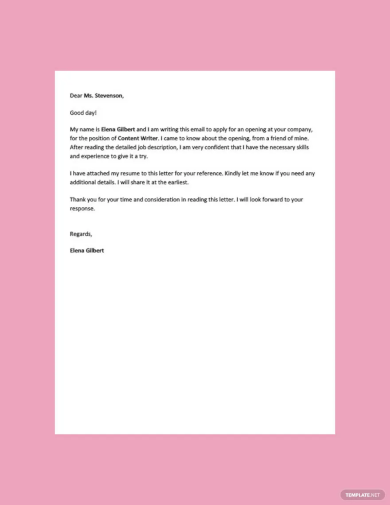 Dear Ms. Stevenson,
Good day!
My name is Elena Gilbert and I am writing this email to apply for an opening at your company,
for the position of Content Writer. I came to know about the opening, from a friend of mine.
After reading the detailed job description, I am very confident that I have the necessary skills
and experience to give it a try.
I have attached my resume to this letter for your reference. Kindly let me know if you need any
additional details. I will share it at the earliest.
Thank you for your time and consideration in reading this letter. I will look forward to your
response.
Regards,
Elena Gilbert
TEMPLATE.NET